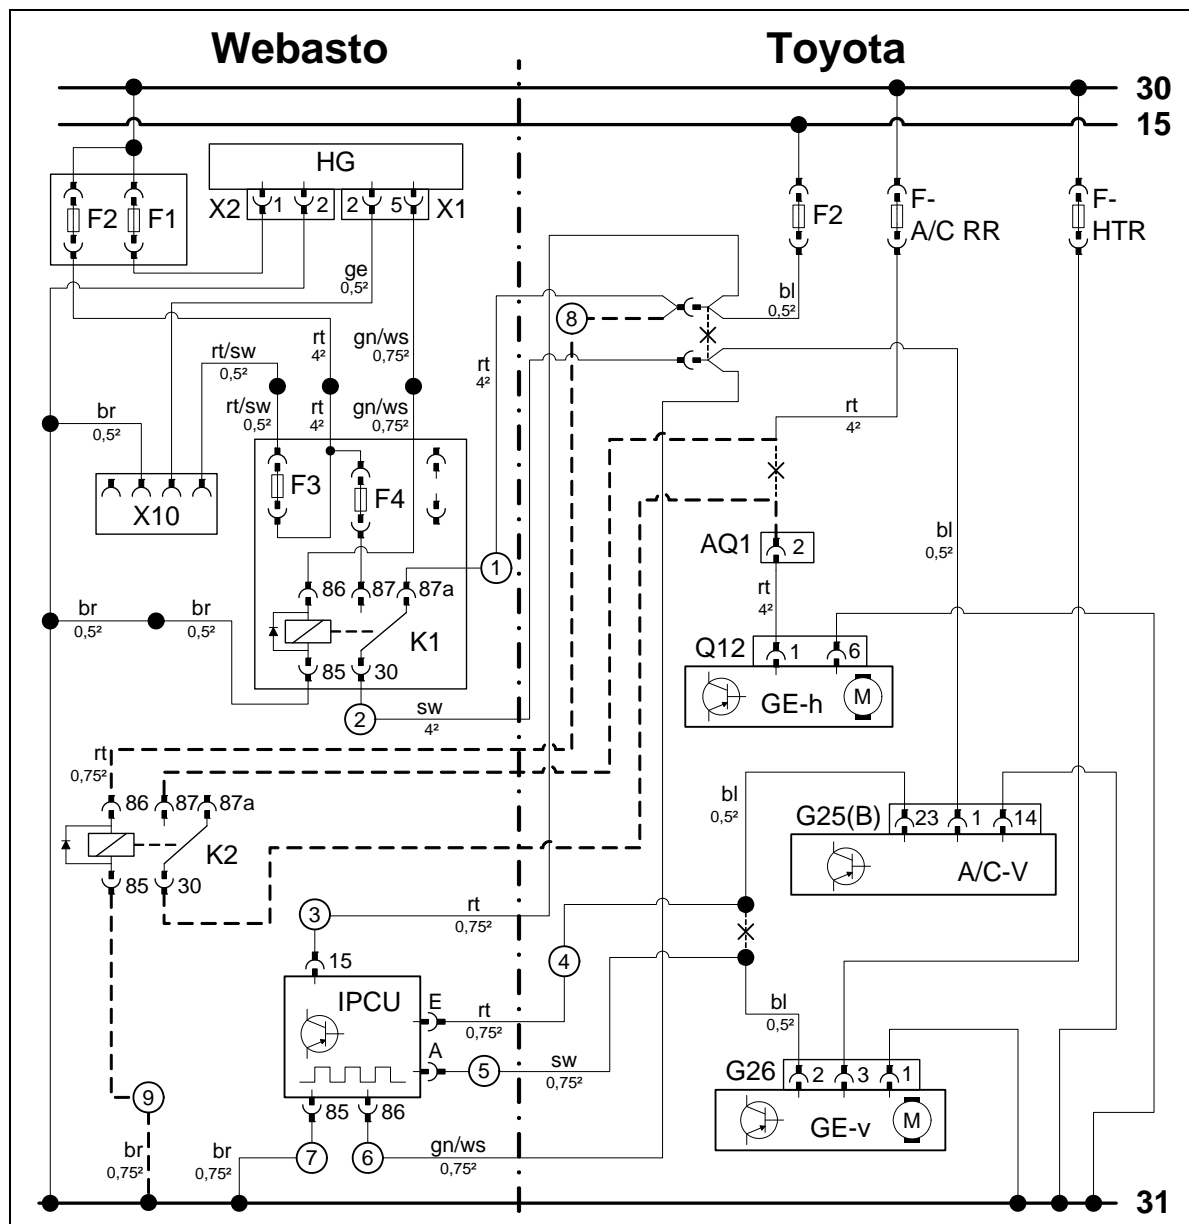 Webasto Toyota
30
15
HG
F2 F1
X2 1 2 2 5 X1
F2
F-
A/C RR
F-
HTR
ge
0,5²
bl
0,5²
8
rt
4²
gn/ws
0,75²
rt/sw
0,5²
rt
4²
rt/sw
0,5²
rt
4²
gn/ws
0,75²
br
0,5²
rt
4²
F3 F4
X10
AQ1 2
bl
0,5²
rt
4²
1
86 87 87a
br
0,5²
br
0,5²
K1
85 30
Q12 1 6
GE-h M
2
sw
4²
rt
0,75²
86 87 87a
bl
0,5²
G25(B) 23 1 14
K2
A/C-V
85 30
3
rt
0,75²
4
15
IPCU
E
rt
0,75²
bl
0,5²
A
5
sw
0,75²
G26 2 3 1
GE-v M
9
85 86
br
0,75²
br
0,75²
7 6
gn/ws
0,75²
31